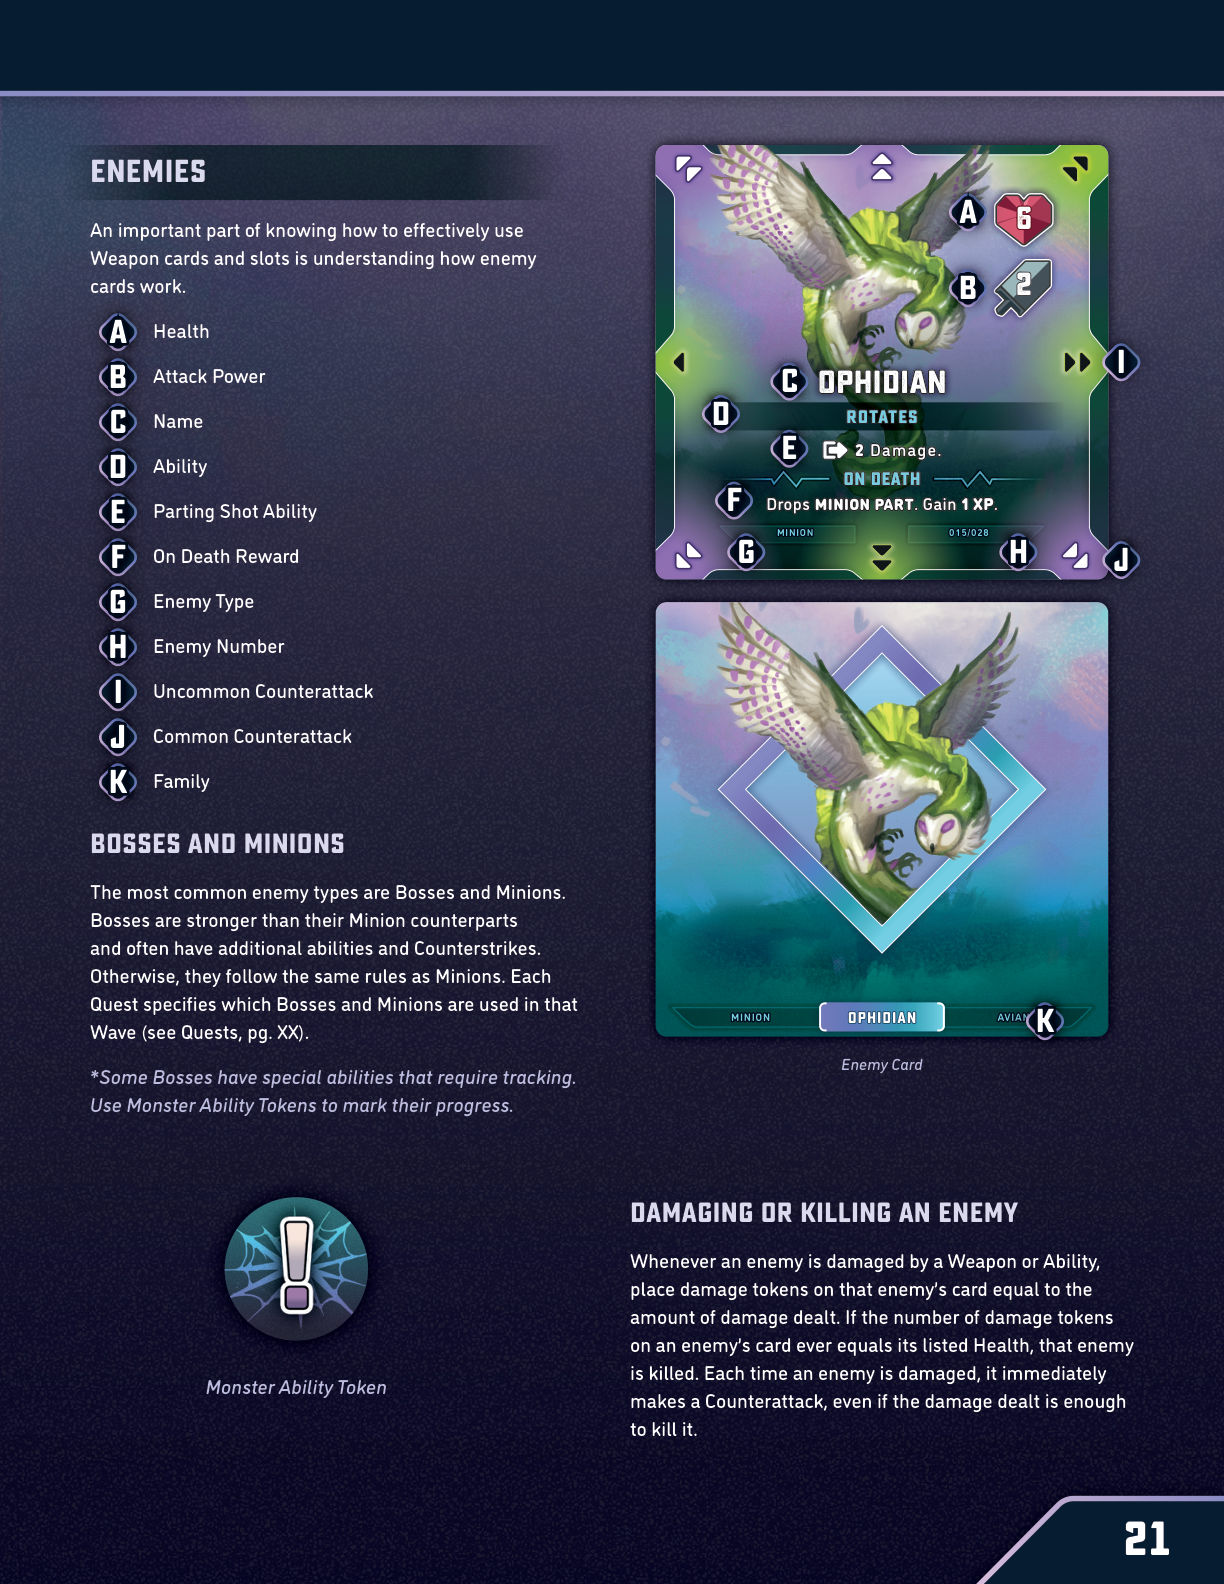 ENEMIES
An important part of knowing how to effectively use
Weapon cards and slots is understanding how enemy
cards work.
A Health
B Attack Power
C Name
D Ability
E Parting Shot Ability
F On Death Reward
G Enemy Type
H Enemy Number
I Uncommon Counterattack
J Common Counterattack
K Family
BOSSES AND MINIONS
The most common enemy types are Bosses and Minions.
Bosses are stronger than their Minion counterparts
and often have additional abilities and Counterstrikes.
Otherwise, they follow the same rules as Minions. Each
Quest specifies which Bosses and Minions are used in that
Wave (see Quests, pg. XX).
*Some Bosses have special abilities that require tracking.
Use Monster Ability Tokens to mark their progress.
!
Monster Ability Token
A 6
B 2
I
C OPHIDIAN
D ROTATES
E 2 Damage.
ON DEATH
F Drops MINION PART. Gain 1 XP.
MINION 015/028
G H J
MINION OPHIDIAN AVIAN K
Enemy Card
DAMAGING OR KILLING AN ENEMY
Whenever an enemy is damaged by a Weapon or Ability,
place damage tokens on that enemy's card equal to the
amount of damage dealt. If the number of damage tokens
on an enemy's card ever equals its listed Health, that enemy
is killed. Each time an enemy is damaged, it immediately
makes a Counterattack, even if the damage dealt is enough
to kill it.
21